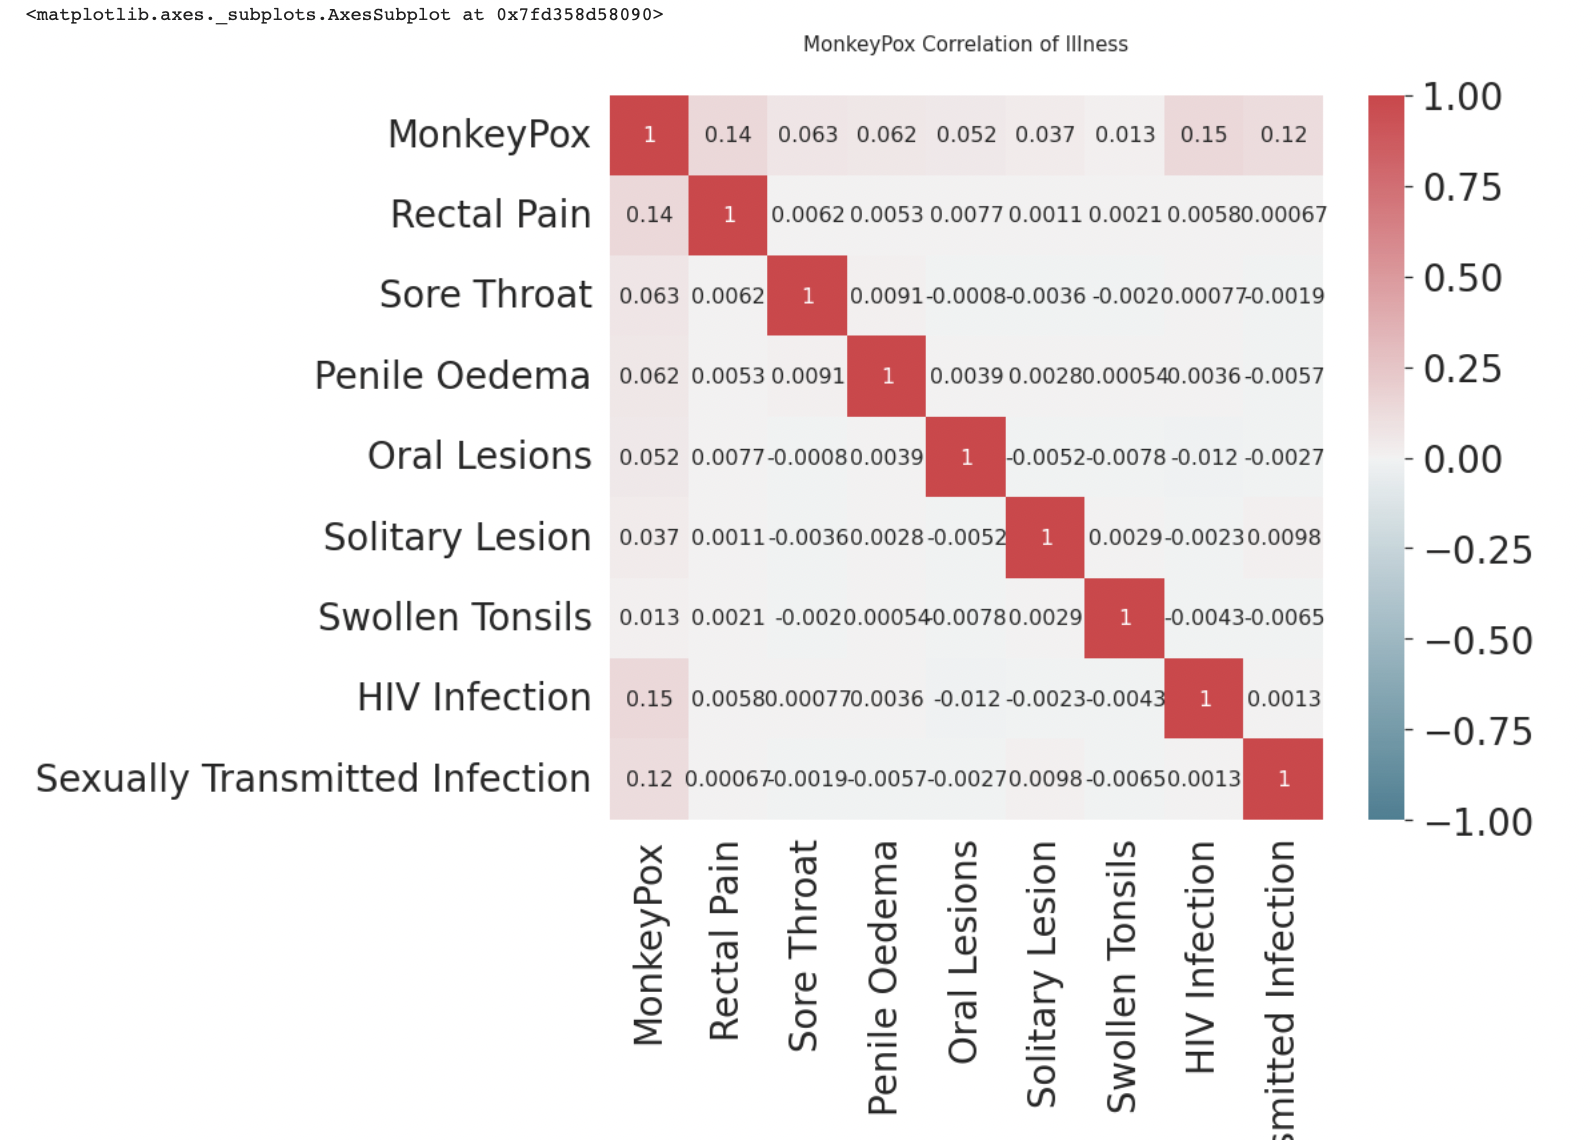 <matplotlib.axes._subplots.AxesSubplot at 0x7fd358d58090>
MonkeyPox Correlation of Illness
MonkeyPox 1 0.14 0.063 0.062 0.052 0.037 0.013 0.15 0.12
Rectal Pain 0.14 1 0.0062 0.0053 0.0077 0.0011 0.0021 0.0058 0.00067
Sore Throat 0.063 0.0062 1 0.0091 -0.0008 -0.0036 -0.002 0.00077 -0.0019
Penile Oedema 0.062 0.0053 0.0091 1 0.0039 0.0028 0.00054 0.0036 -0.0057
Oral Lesions 0.052 0.0077 -0.0008 0.0039 1 -0.0052 -0.0078 -0.012 -0.0027
Solitary Lesion 0.037 0.0011 -0.0036 0.0028 -0.0052 1 0.0029 -0.0023 0.0098
Swollen Tonsils 0.013 0.0021 -0.002 0.00054 -0.0078 0.0029 1 -0.0043 -0.0065
HIV Infection 0.15 0.0058 0.00077 0.0036 -0.012 -0.0023 -0.0043 1 0.0013
Sexually Transmitted Infection 0.12 0.00067 -0.0019 -0.0057 -0.0027 0.0098 -0.0065 0.0013 1
MonkeyPox
Rectal Pain
Sore Throat
Penile Oedema
Oral Lesions
Solitary Lesion
Swollen Tonsils
HIV Infection
smitted Infection
1.00
0.75
0.50
0.25
0.00
−0.25
−0.50
−0.75
−1.00